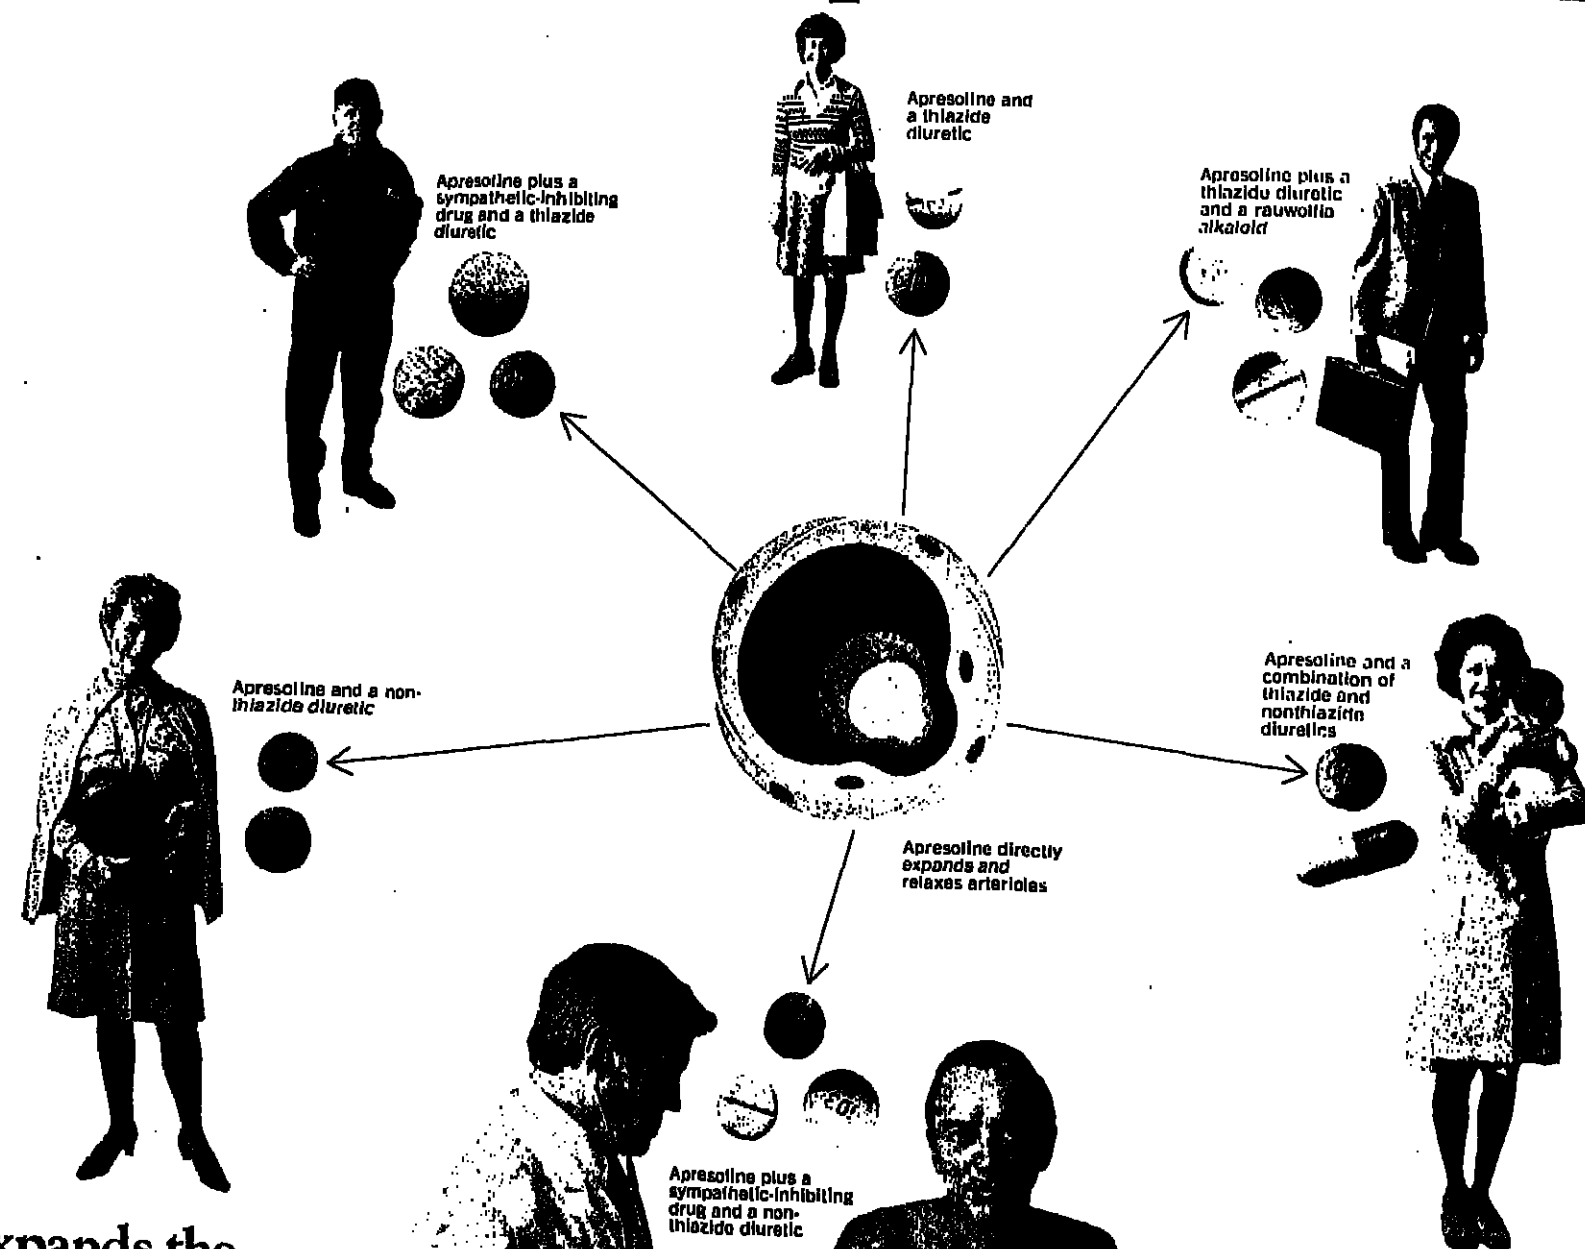 Apresoline and
a thiazide
diuretic
Apresoline plus a
sympathetic-inhibiting
drug and a thiazide
diuretic
Apresoline plus a
thiazide diuretic
and a rauwolfia
alkaloid
Apresoline and a
combination of
thiazide and
nonthiazide
diuretics
Apresoline and a non-
thiazide diuretic
Apresoline directly
expands and
relaxes arterioles
Apresoline plus a
sympathetic-inhibiting
drug and a non-
thiazide diuretic
xpands the